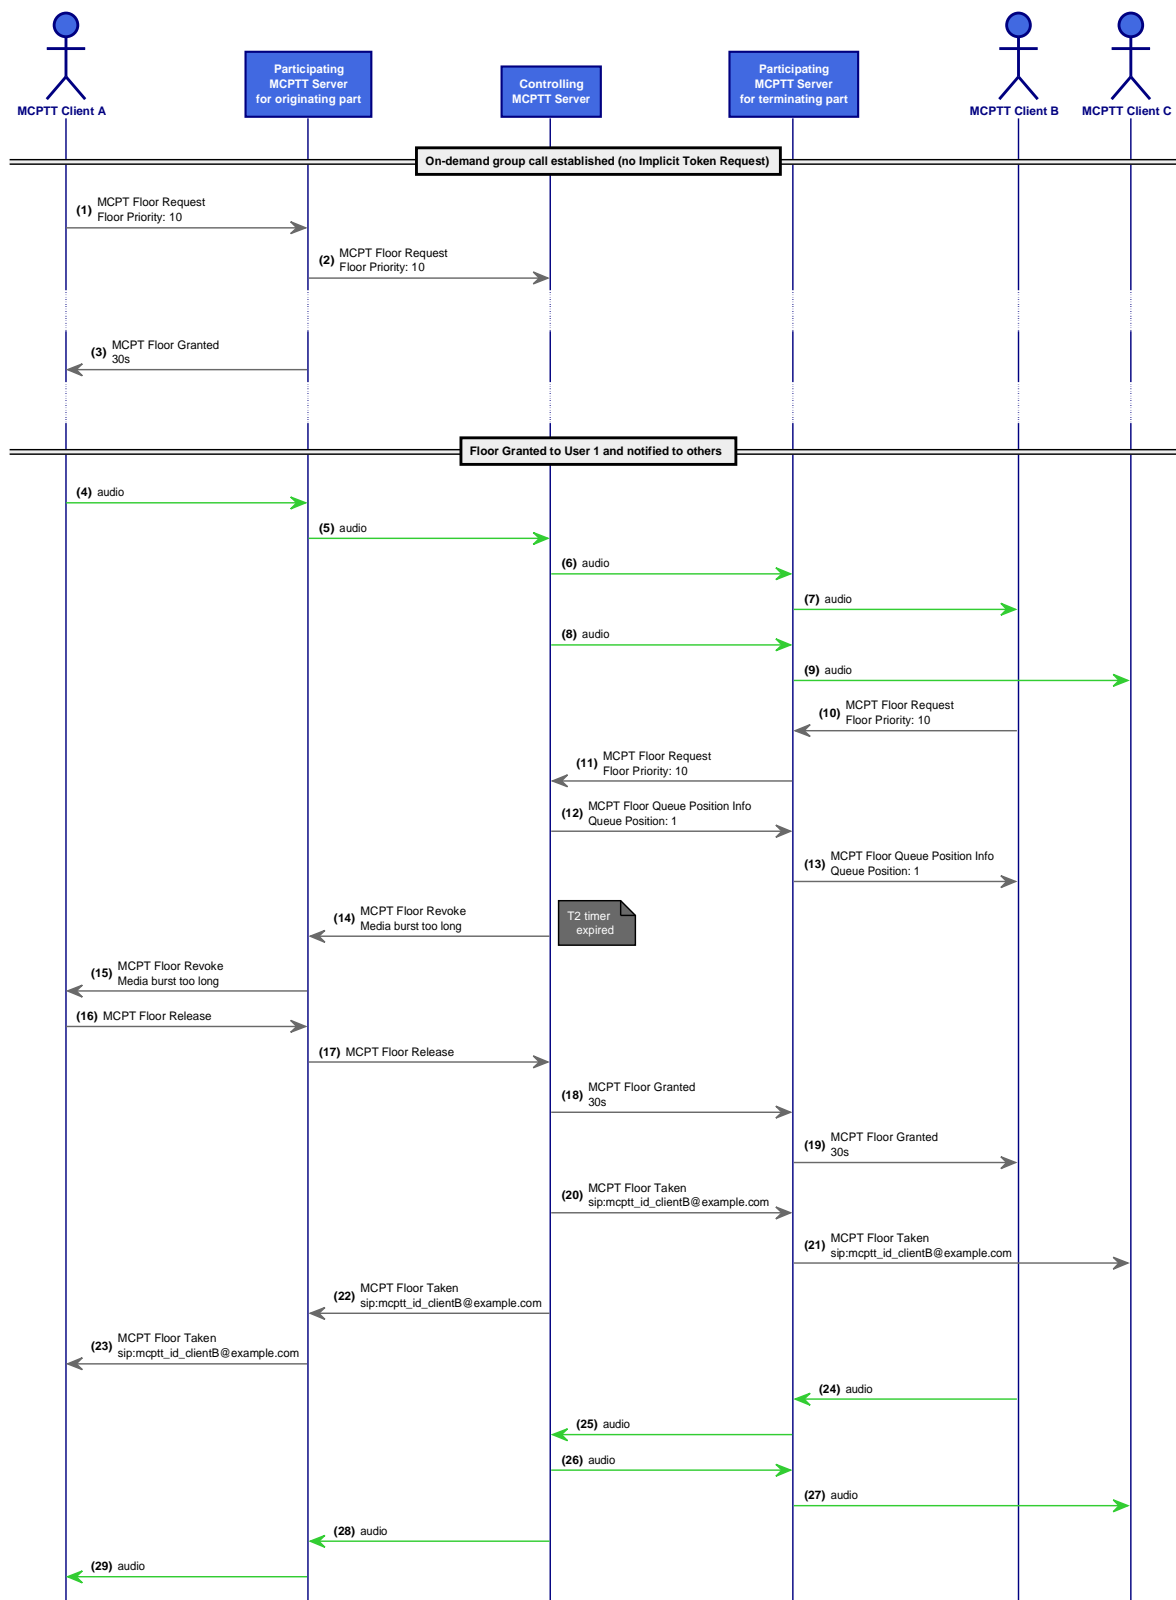 MCPTT Client A
Participating
MCPTT Server
for originating part
Controlling
MCPTT Server
Participating
MCPTT Server
for terminating part
MCPTT Client B
MCPTT Client C
On-demand group call established (no Implicit Token Request)
(1) MCPT Floor Request
Floor Priority: 10
(2) MCPT Floor Request
Floor Priority: 10
(3) MCPT Floor Granted
30s
Floor Granted to User 1 and notified to others
(4) audio
(5) audio
(6) audio
(7) audio
(8) audio
(9) audio
(10) MCPT Floor Request
Floor Priority: 10
(11) MCPT Floor Request
Floor Priority: 10
(12) MCPT Floor Queue Position Info
Queue Position: 1
(13) MCPT Floor Queue Position Info
Queue Position: 1
(14) MCPT Floor Revoke
Media burst too long
T2 timer
expired
(15) MCPT Floor Revoke
Media burst too long
(16) MCPT Floor Release
(17) MCPT Floor Release
(18) MCPT Floor Granted
30s
(19) MCPT Floor Granted
30s
(20) MCPT Floor Taken
sip:mcptt_id_clientB@example.com
(21) MCPT Floor Taken
sip:mcptt_id_clientB@example.com
(22) MCPT Floor Taken
sip:mcptt_id_clientB@example.com
(23) MCPT Floor Taken
sip:mcptt_id_clientB@example.com
(24) audio
(25) audio
(26) audio
(27) audio
(28) audio
(29) audio